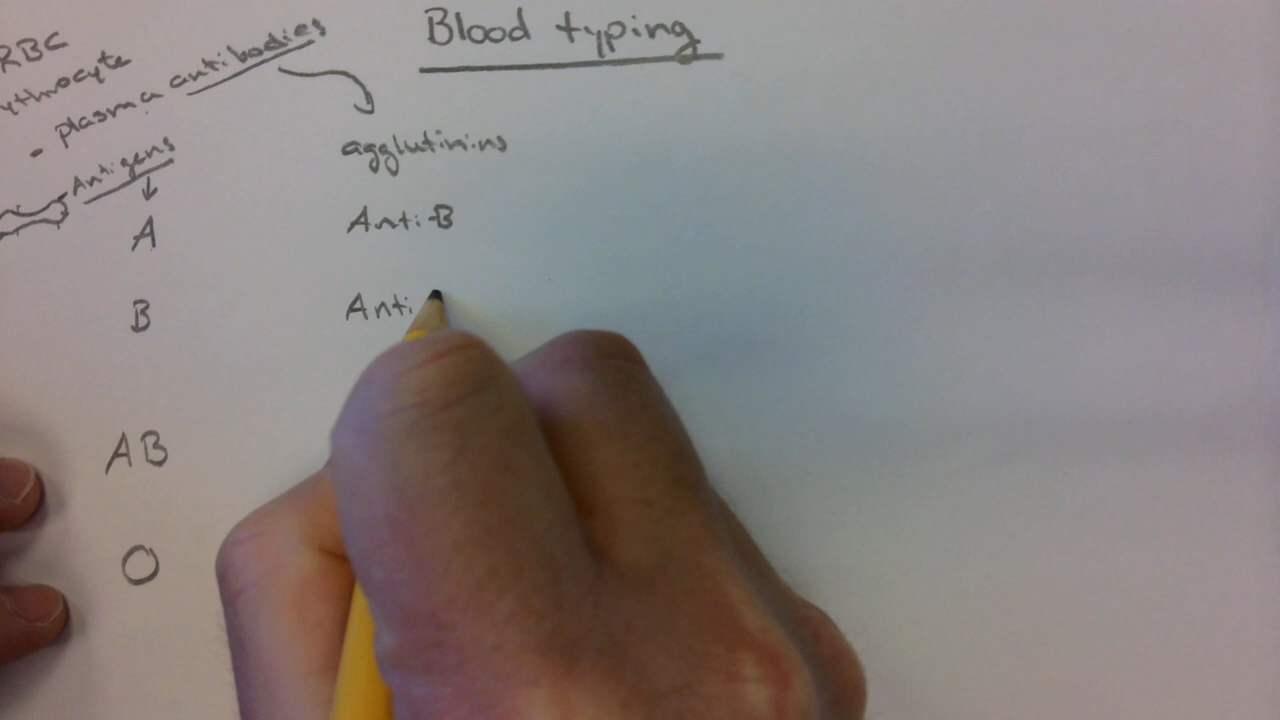 Blood typing
RBC
ythrocyte
• plasma antibodies
agglutinins
Antigens
A Anti-B
B Anti
AB
O